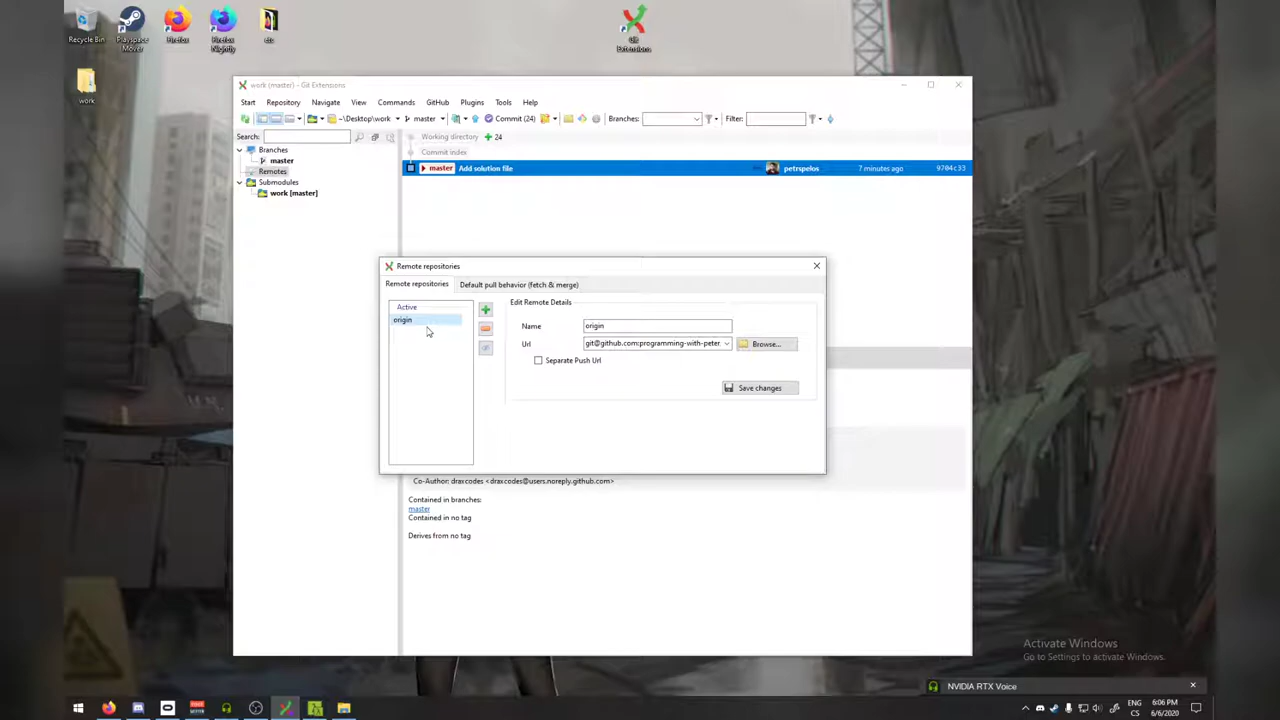 Recycle Bin
Playspace Mover
Firefox
Firefox Nightly
etc
Git Extensions
work
work (master) - Git Extensions
Start Repository Navigate View Commands GitHub Plugins Tools Help
~\Desktop\work master Commit (24) Branches: Filter:
Search:
Working directory 24
Branches
Commit index
master
master Add solution file petrspelos 7 minutes ago 9704c33
Remotes
Submodules
work [master]
Remote repositories
Remote repositories Default pull behavior (fetch & merge)
Active
origin
Edit Remote Details
Name origin
Url git@github.com:programming-with-peter. Browse...
Separate Push Url
Save changes
Co-Author: draxcodes <draxcodes@users.noreply.github.com>
Contained in branches:
master
Contained in no tag
Derives from no tag
Activate Windows
Go to Settings to activate Windows.
NVIDIA RTX Voice
ENG 6:06 PM
CS 6/6/2020